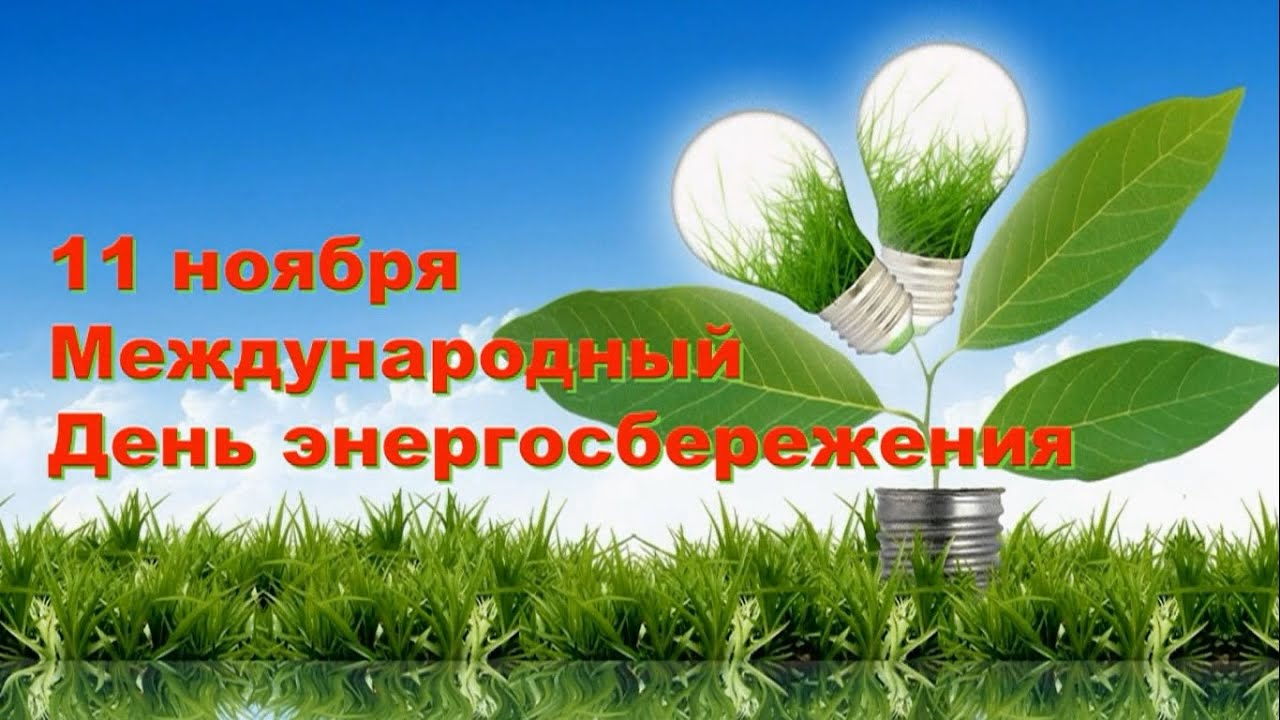 11 ноября
Международный
День энергосбережения